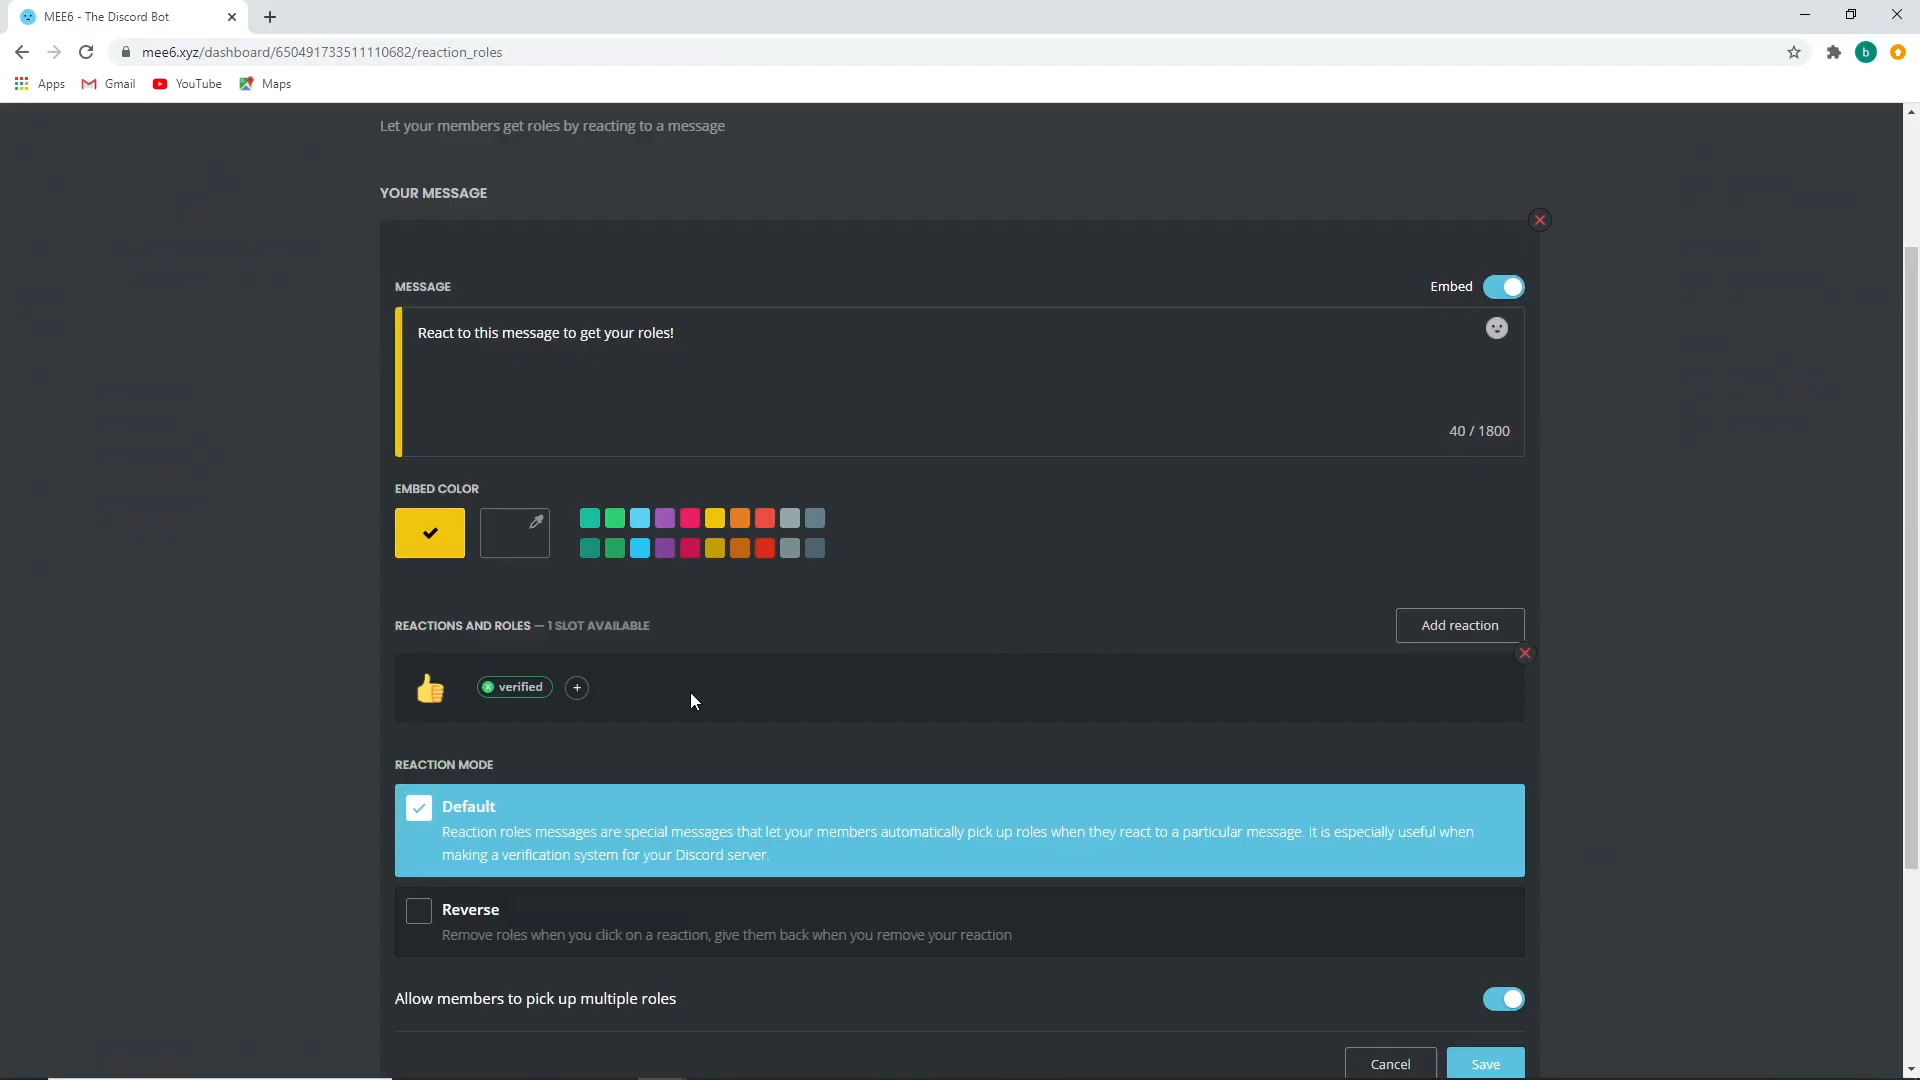 MEE6 - The Discord Bot
mee6.xyz/dashboard/650491733511110682/reaction_roles
b
Apps
Gmail
YouTube
Maps
Let your members get roles by reacting to a message
YOUR MESSAGE
MESSAGE
Embed
React to this message to get your roles!
40 / 1800
EMBED COLOR
REACTIONS AND ROLES — 1 SLOT AVAILABLE
Add reaction
verified
+
REACTION MODE
Default
Reaction roles messages are special messages that let your members automatically pick up roles when they react to a particular message. It is especially useful when
making a verification system for your Discord server.
Reverse
Remove roles when you click on a reaction, give them back when you remove your reaction
Allow members to pick up multiple roles
Cancel
Save